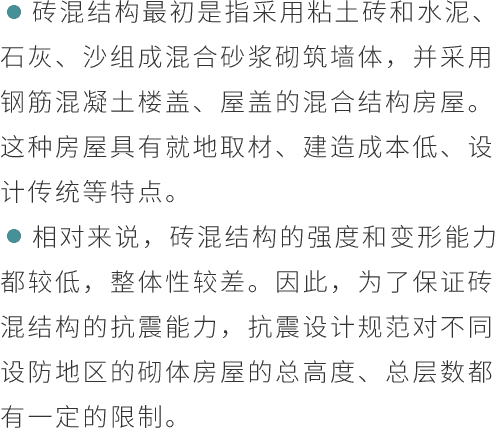 ● 砖混结构最初是指采用粘土砖和水泥、
石灰、沙组成混合砂浆砌筑墙体，并采用
钢筋混凝土楼盖、屋盖的混合结构房屋。
这种房屋具有就地取材、建造成本低、设
计传统等特点。
● 相对来说，砖混结构的强度和变形能力
都较低，整体性较差。因此，为了保证砖
混结构的抗震能力，抗震设计规范对不同
设防地区的砌体房屋的总高度、总层数都
有一定的限制。